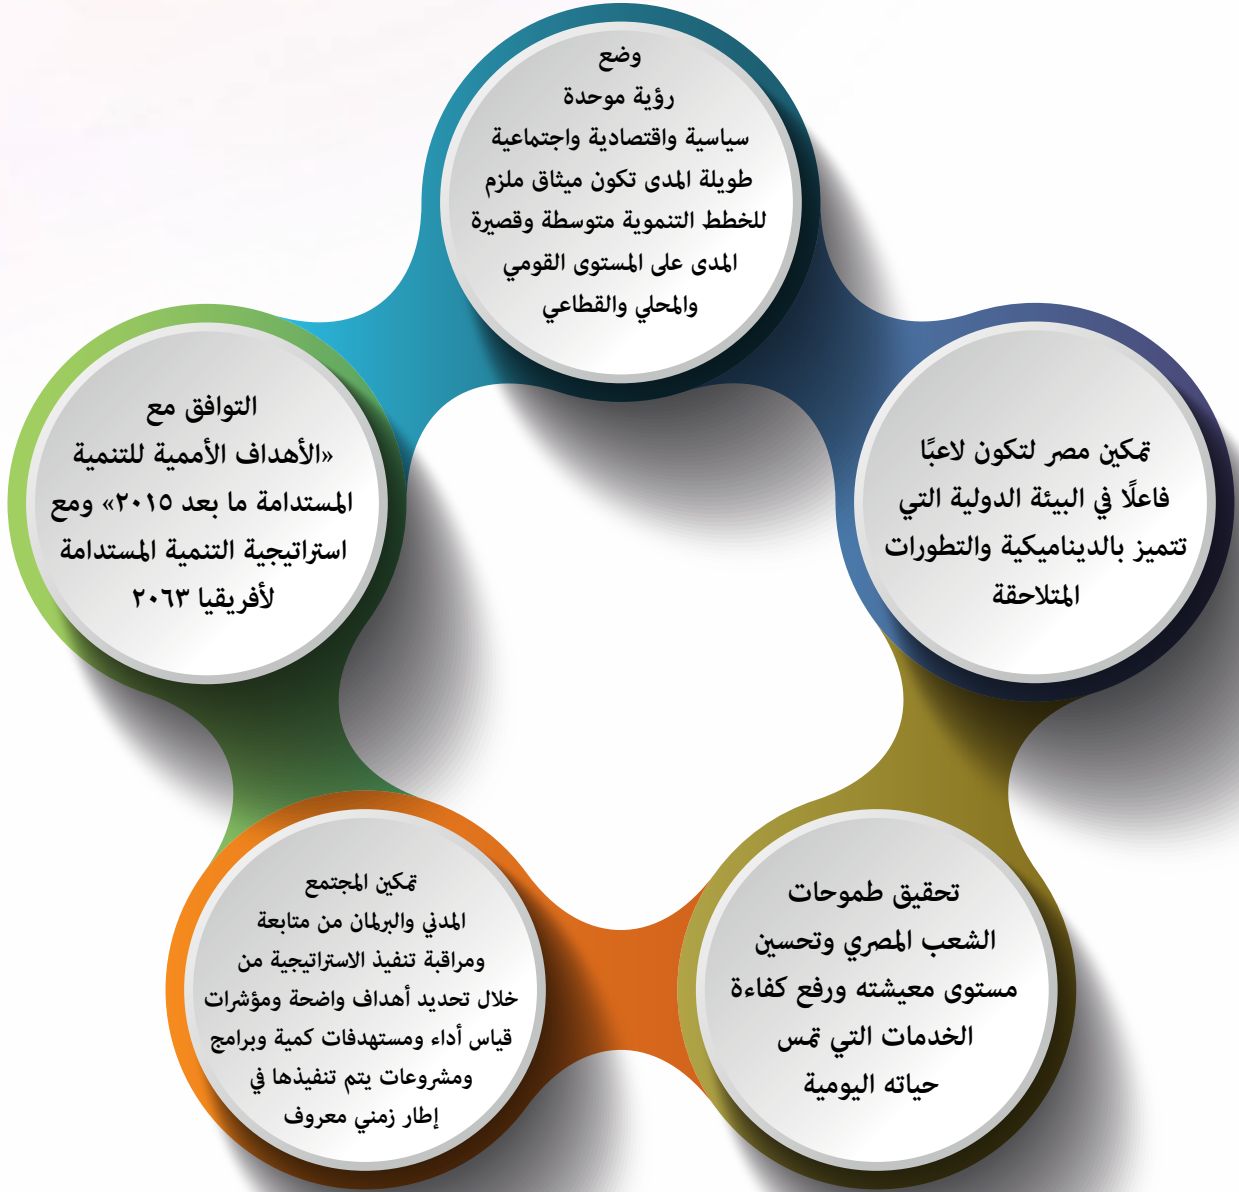 وضع
رؤية موحدة
سياسية واقتصادية واجتماعية
طويلة المدى تكون ميثاق ملزم
للخطط التنموية متوسطة وقصيرة
المدى على المستوى القومي
والمحلي والقطاعي
تمكين مصر لتكون لاعبًا
فاعلًا في البيئة الدولية التي
تتميز بالديناميكية والتطورات
المتلاحقة
تحقيق طموحات
الشعب المصري وتحسين
مستوى معيشته ورفع كفاءة
الخدمات التي تمس
حياته اليومية
تمكين المجتمع
المدني والبرلمان من متابعة
ومراقبة تنفيذ الاستراتيجية من
خلال تحديد أهداف واضحة ومؤشرات
قياس أداء ومستهدفات كمية وبرامج
ومشروعات يتم تنفيذها في
إطار زمني معروف
التوافق مع
«الأهداف الأممية للتنمية
المستدامة ما بعد ٢٠١٥» ومع
استراتيجية التنمية المستدامة
لأفريقيا ٢٠٦٣